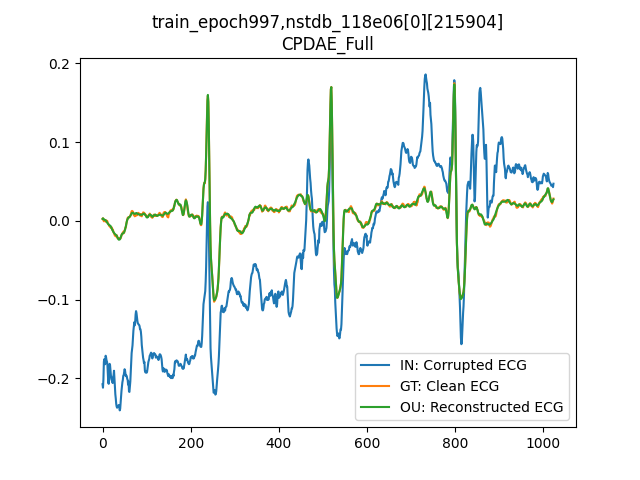 train_epoch997,nstdb_118e06[0][215904]
CPDAE_Full
0.2
0.1
0.0
−0.1
−0.2
0
200
400
600
800
1000
IN: Corrupted ECG
GT: Clean ECG
OU: Reconstructed ECG